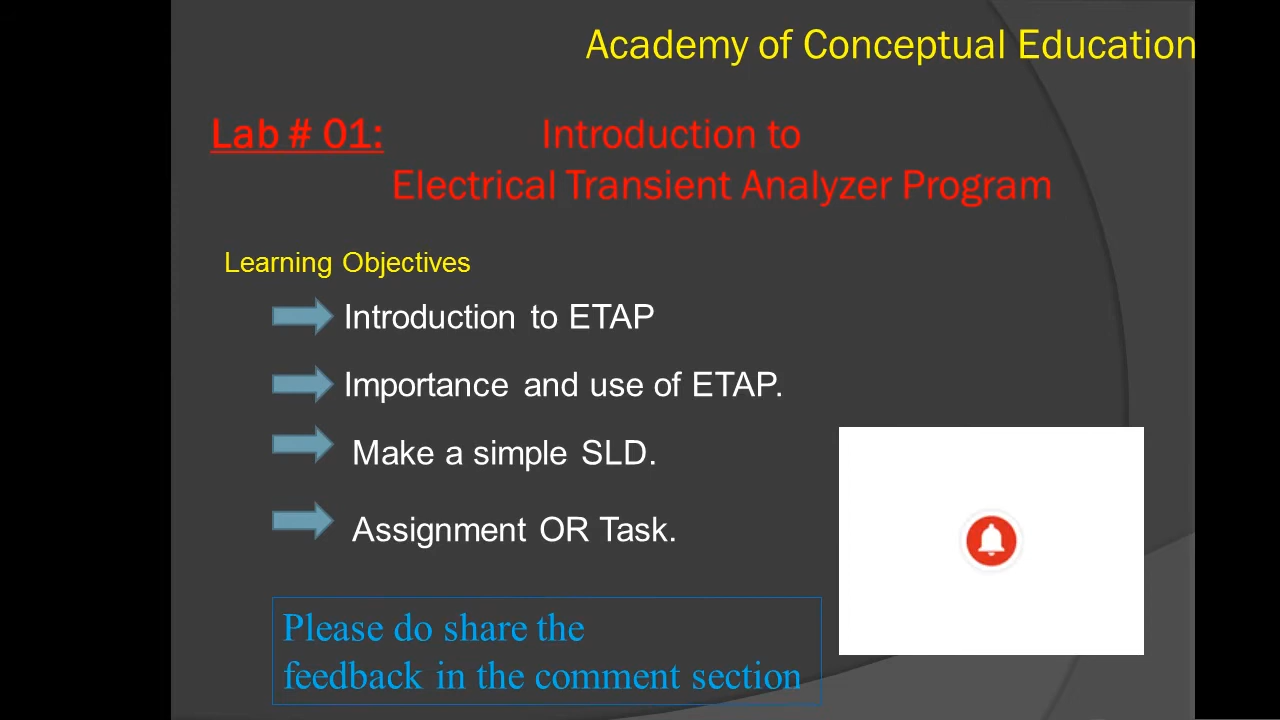 Academy of Conceptual Education
Lab # 01: Introduction to
Electrical Transient Analyzer Program
Learning Objectives
Introduction to ETAP
Importance and use of ETAP.
Make a simple SLD.
Assignment OR Task.
Please do share the
feedback in the comment section